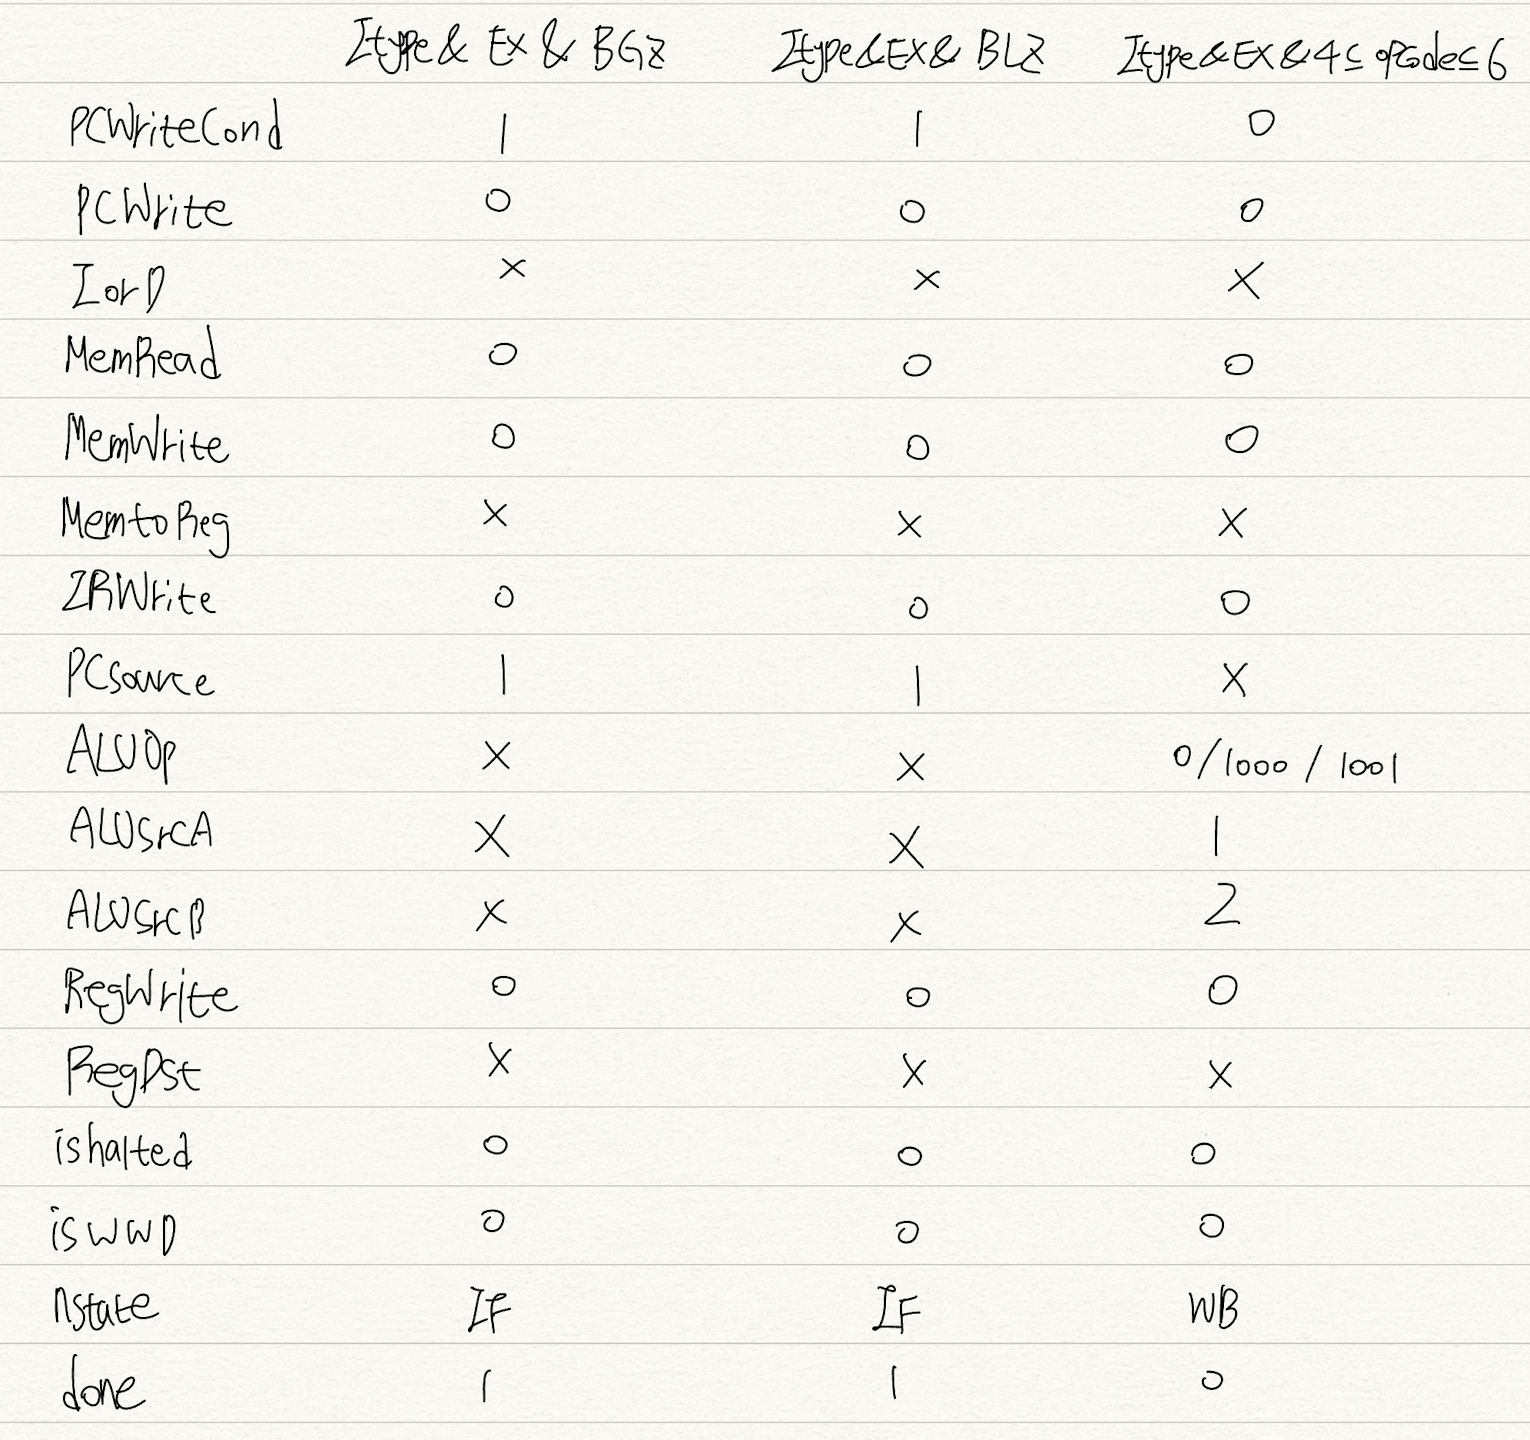 Itype & EX & BGZ Itype & EX & BLZ Itype & EX & 4 ≤ opcode ≤ 6
PCWriteCond 1 1 0
PCWrite 0 0 0
IorD X X X
MemRead 0 0 0
MemWrite 0 0 0
MemtoReg X X X
IRWrite 0 0 0
PCsource 1 1 X
ALUOp X X 0/1000/1001
ALUSrcA X X 1
ALUSrcB X X 2
RegWrite 0 0 0
RegDst X X X
ishalted 0 0 0
isWWD 0 0 0
nstate IF IF WB
done 1 1 0